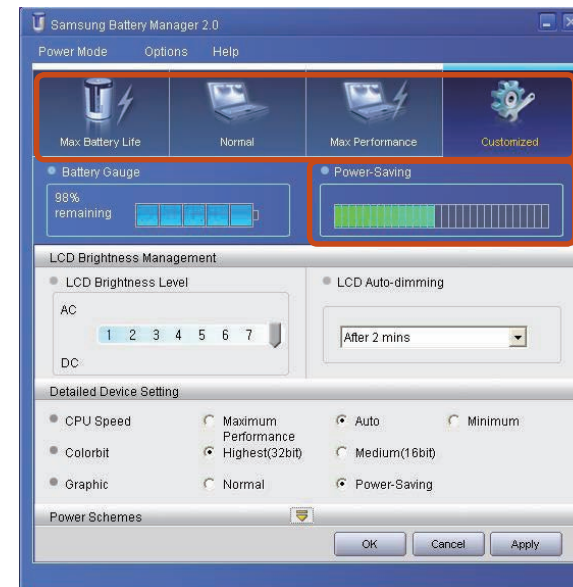 Samsung Battery Manager 2.0
Power Mode Options Help
Max Battery Life Normal Max Performance Customized
Battery Gauge Power-Saving
98%
remaining
LCD Brightness Management
LCD Brightness Level LCD Auto-dimming
AC
1 2 3 4 5 6 7
After 2 mins
DC
Detailed Device Setting
CPU Speed Maximum Performance Auto Minimum
Colorbit Highest(32bit) Medium(16bit)
Graphic Normal Power-Saving
Power Schemes
OK Cancel Apply